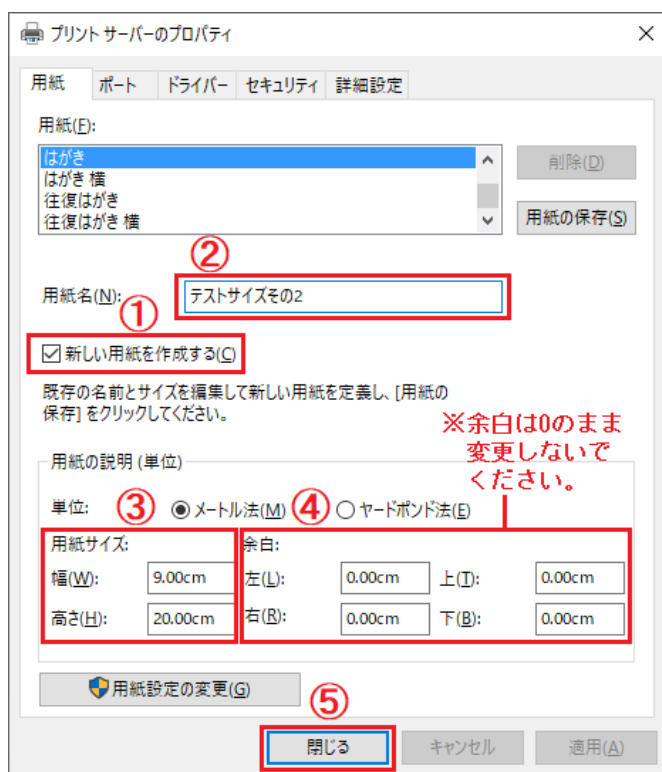 プリント サーバーのプロパティ
用紙 ポート ドライバー セキュリティ 詳細設定
用紙(F):
はがき
はがき 横
往復はがき
往復はがき 横
削除(D)
用紙の保存(S)
②
用紙名(N): テストサイズその2
①
新しい用紙を作成する(C)
既存の名前とサイズを編集して新しい用紙を定義し、[用紙の
保存] をクリックしてください。
※余白は0のまま
変更しないで
ください。
用紙の説明 (単位)
単位: ③ メートル法(M) ④ ヤードポンド法(E)
用紙サイズ: 余白:
幅(W): 9.00cm 左(L): 0.00cm 上(T): 0.00cm
高さ(H): 20.00cm 右(R): 0.00cm 下(B): 0.00cm
用紙設定の変更(G)
⑤
閉じる キャンセル 適用(A)